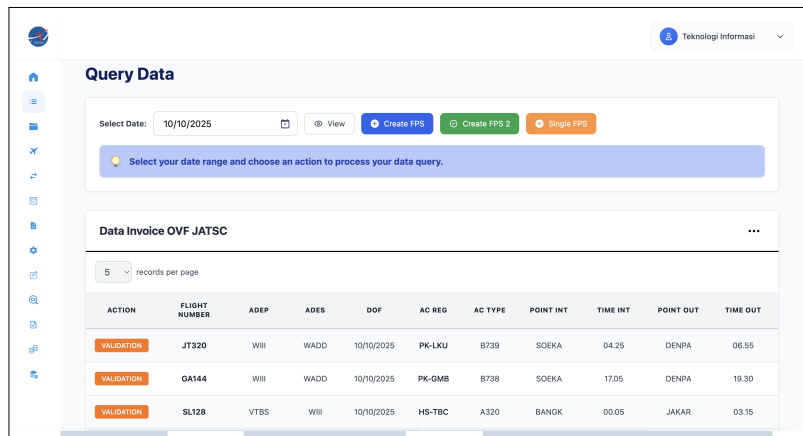 Teknologi Informasi
Query Data
Select Date: 10/10/2025 View Create FPS Create FPS 2 Single FPS
Select your date range and choose an action to process your data query.
Data Invoice OVF JATSC
5 records per page
ACTION FLIGHT NUMBER ADEP ADES DOF AC REG AC TYPE POINT INT TIME INT POINT OUT TIME OUT
VALIDATION JT320 WIII WADD 10/10/2025 PK-LKU B739 SOEKA 04.25 DENPA 06.55
VALIDATION GA144 WIII WADD 10/10/2025 PK-GMB B738 SOEKA 17.05 DENPA 19.30
VALIDATION SL128 VTBS WIII 10/10/2025 HS-TBC A320 BANGK 00.05 JAKAR 03.15